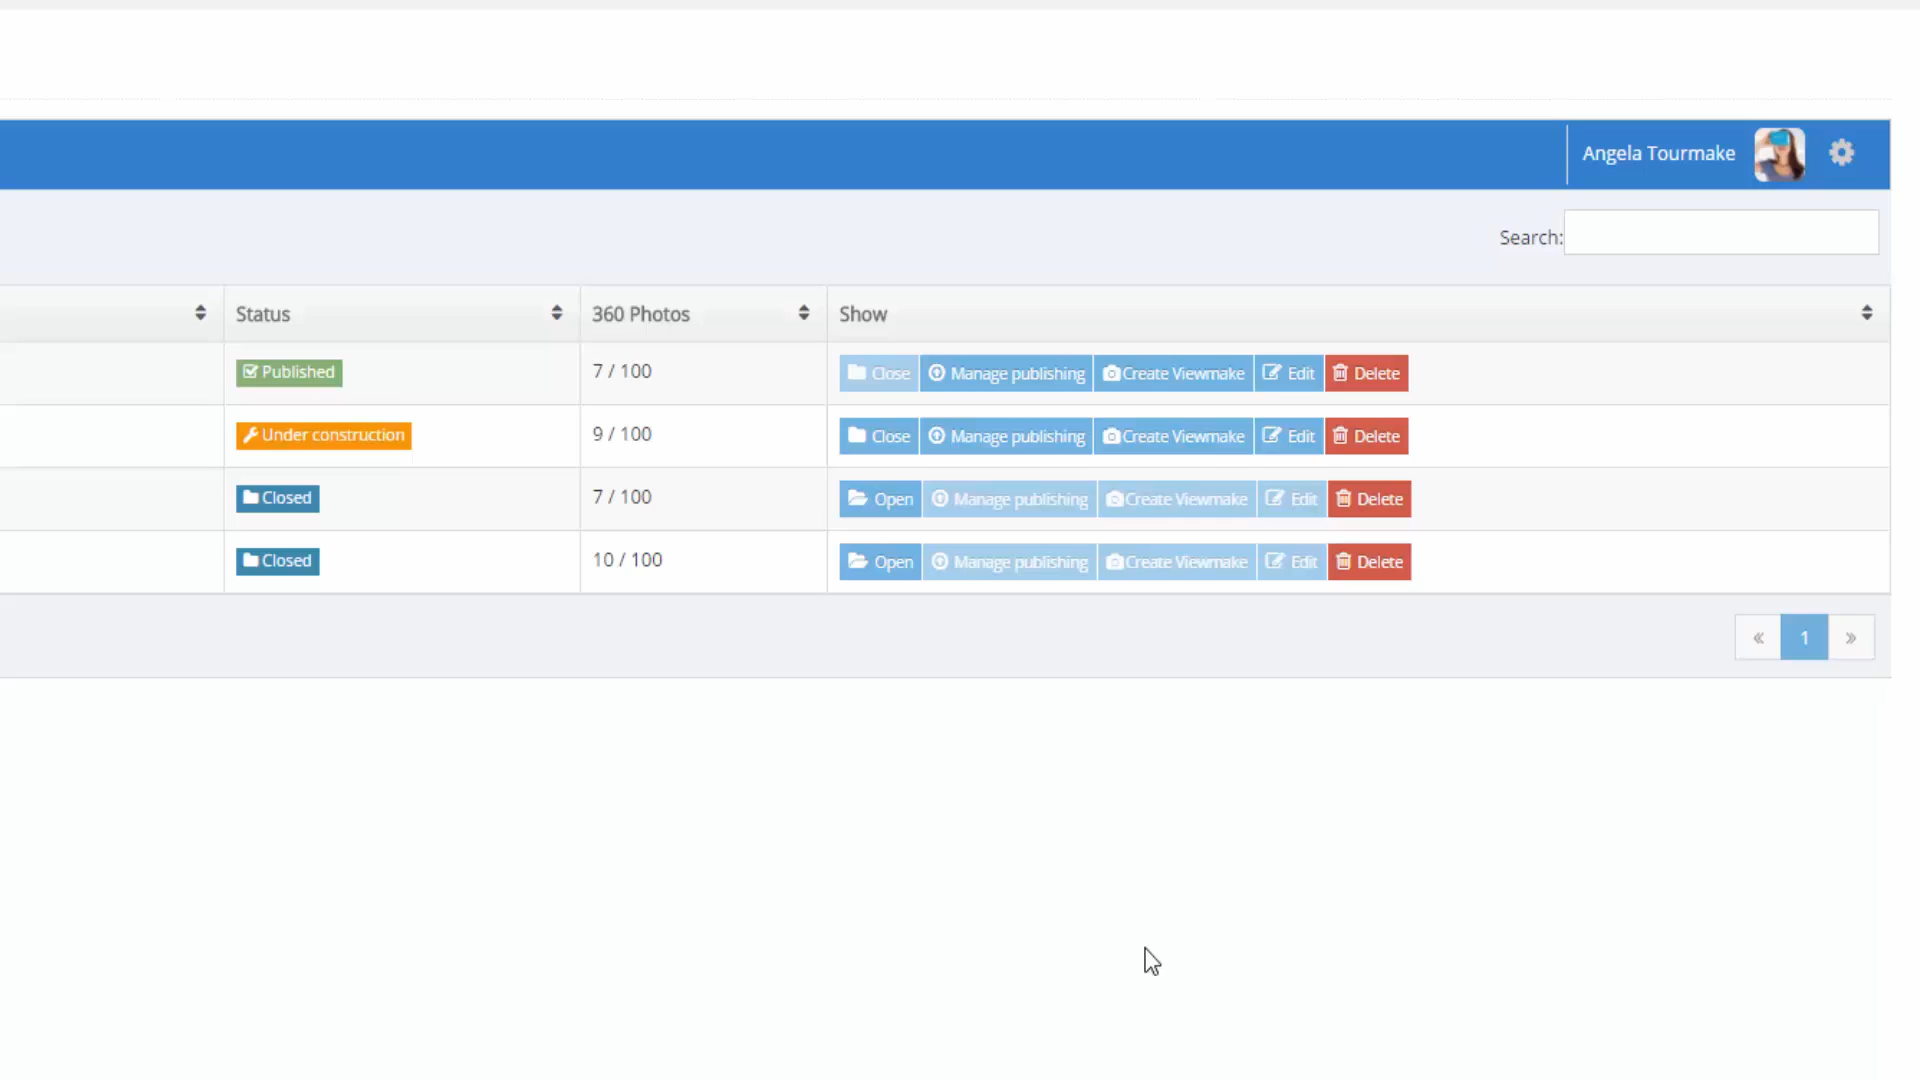 Angela Tourmake
Search:
Status 360 Photos Show
Published 7 / 100 Close Manage publishing Create Viewmake Edit Delete
Under construction 9 / 100 Close Manage publishing Create Viewmake Edit Delete
Closed 7 / 100 Open Manage publishing Create Viewmake Edit Delete
Closed 10 / 100 Open Manage publishing Create Viewmake Edit Delete
« 1 »